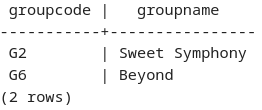 groupcode |   groupname
-----------+----------------
G2        | Sweet Symphony
G6        | Beyond
(2 rows)